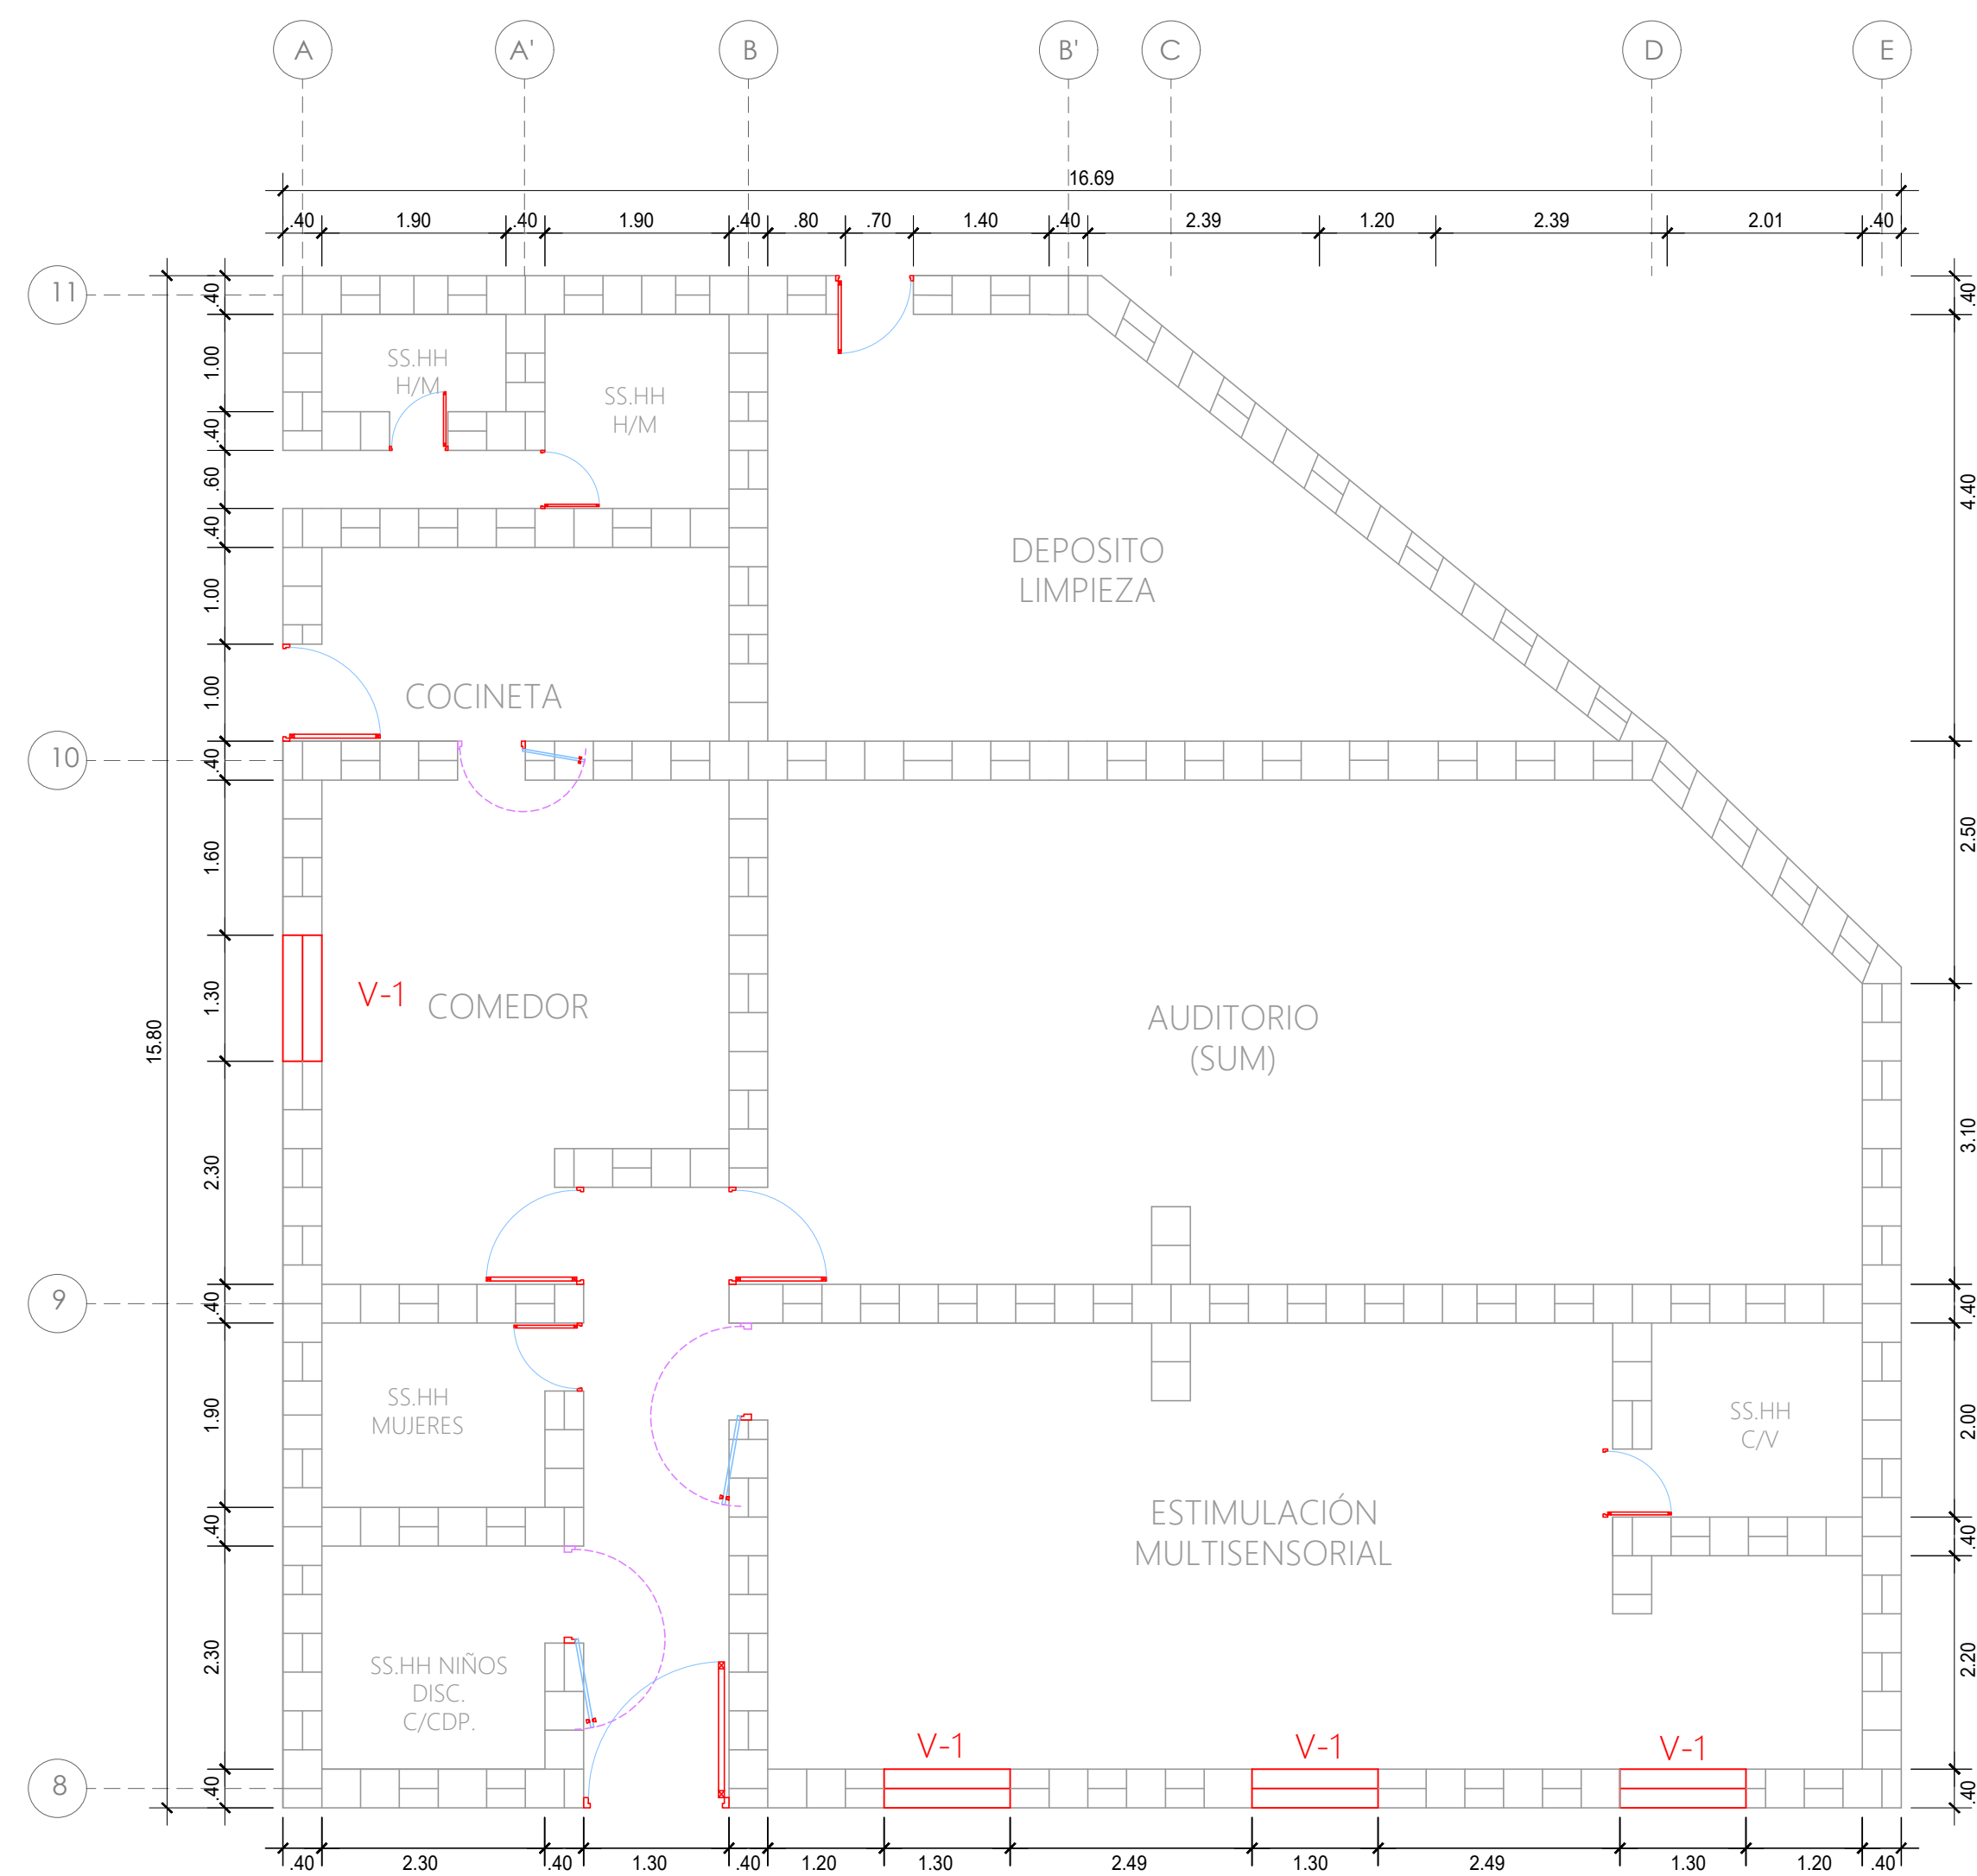 A A' B B' C D E
16.69
.40 1.90 .40 1.90 .40 .80 .70 1.40 .40 2.39 1.20 2.39 2.01 .40
11
10
9
8
15.80
.40
1.00
.40
.60
.40
1.00
1.00
.40
1.60
1.30
2.30
.40
1.90
.40
2.30
.40
SS.HH
H/M
SS.HH
H/M
DEPOSITO
LIMPIEZA
COCINETA
V-1
COMEDOR
AUDITORIO
(SUM)
SS.HH
MUJERES
SS.HH
C/V
ESTIMULACIÓN
MULTISENSORIAL
SS.HH NIÑOS
DISC.
C/CDP.
V-1 V-1 V-1
.40
4.40
2.50
3.10
.40
2.00
.40
2.20
.40
.40 2.30 .40 1.30 .40 1.20 1.30 2.49 1.30 2.49 1.30 1.20 .40